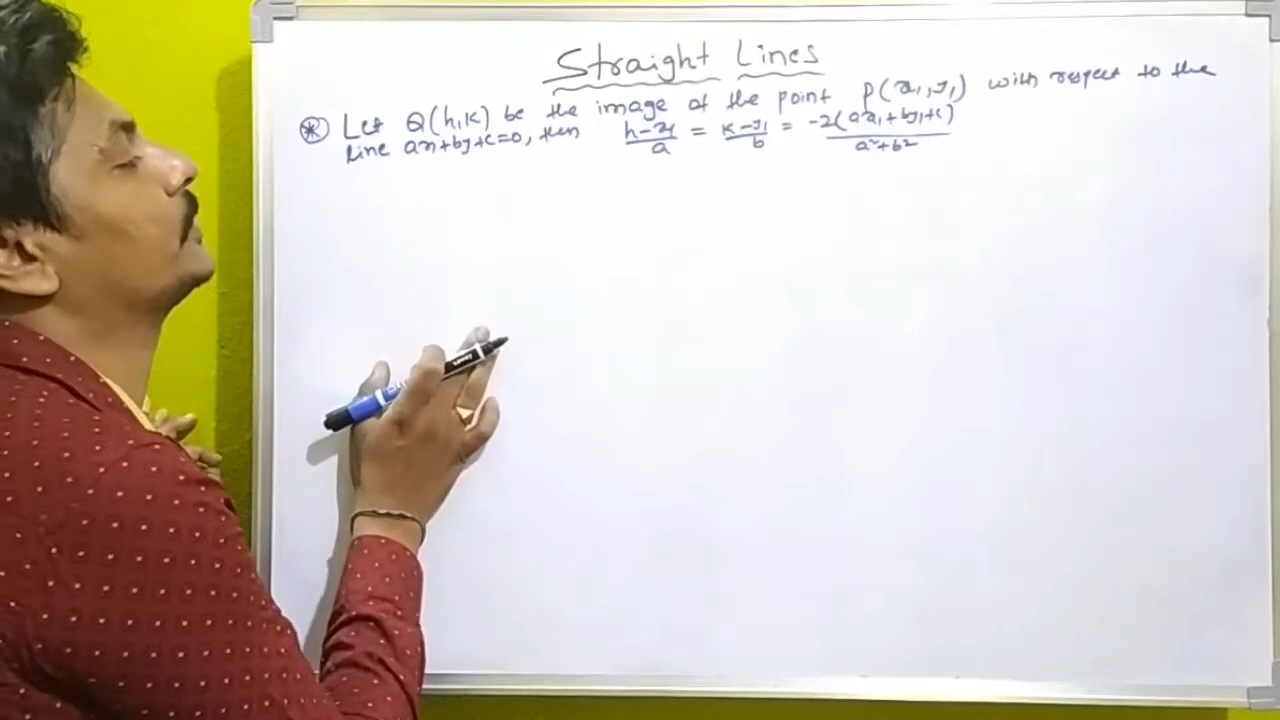 Straight Lines
⊛ Let Q(h,k) be the image of the point P(x₁,y₁) with respect to the
line ax+by+c=0, then (h-x₁)/a = (k-y₁)/b = -2(ax₁+by₁+c)/(a²+b²)